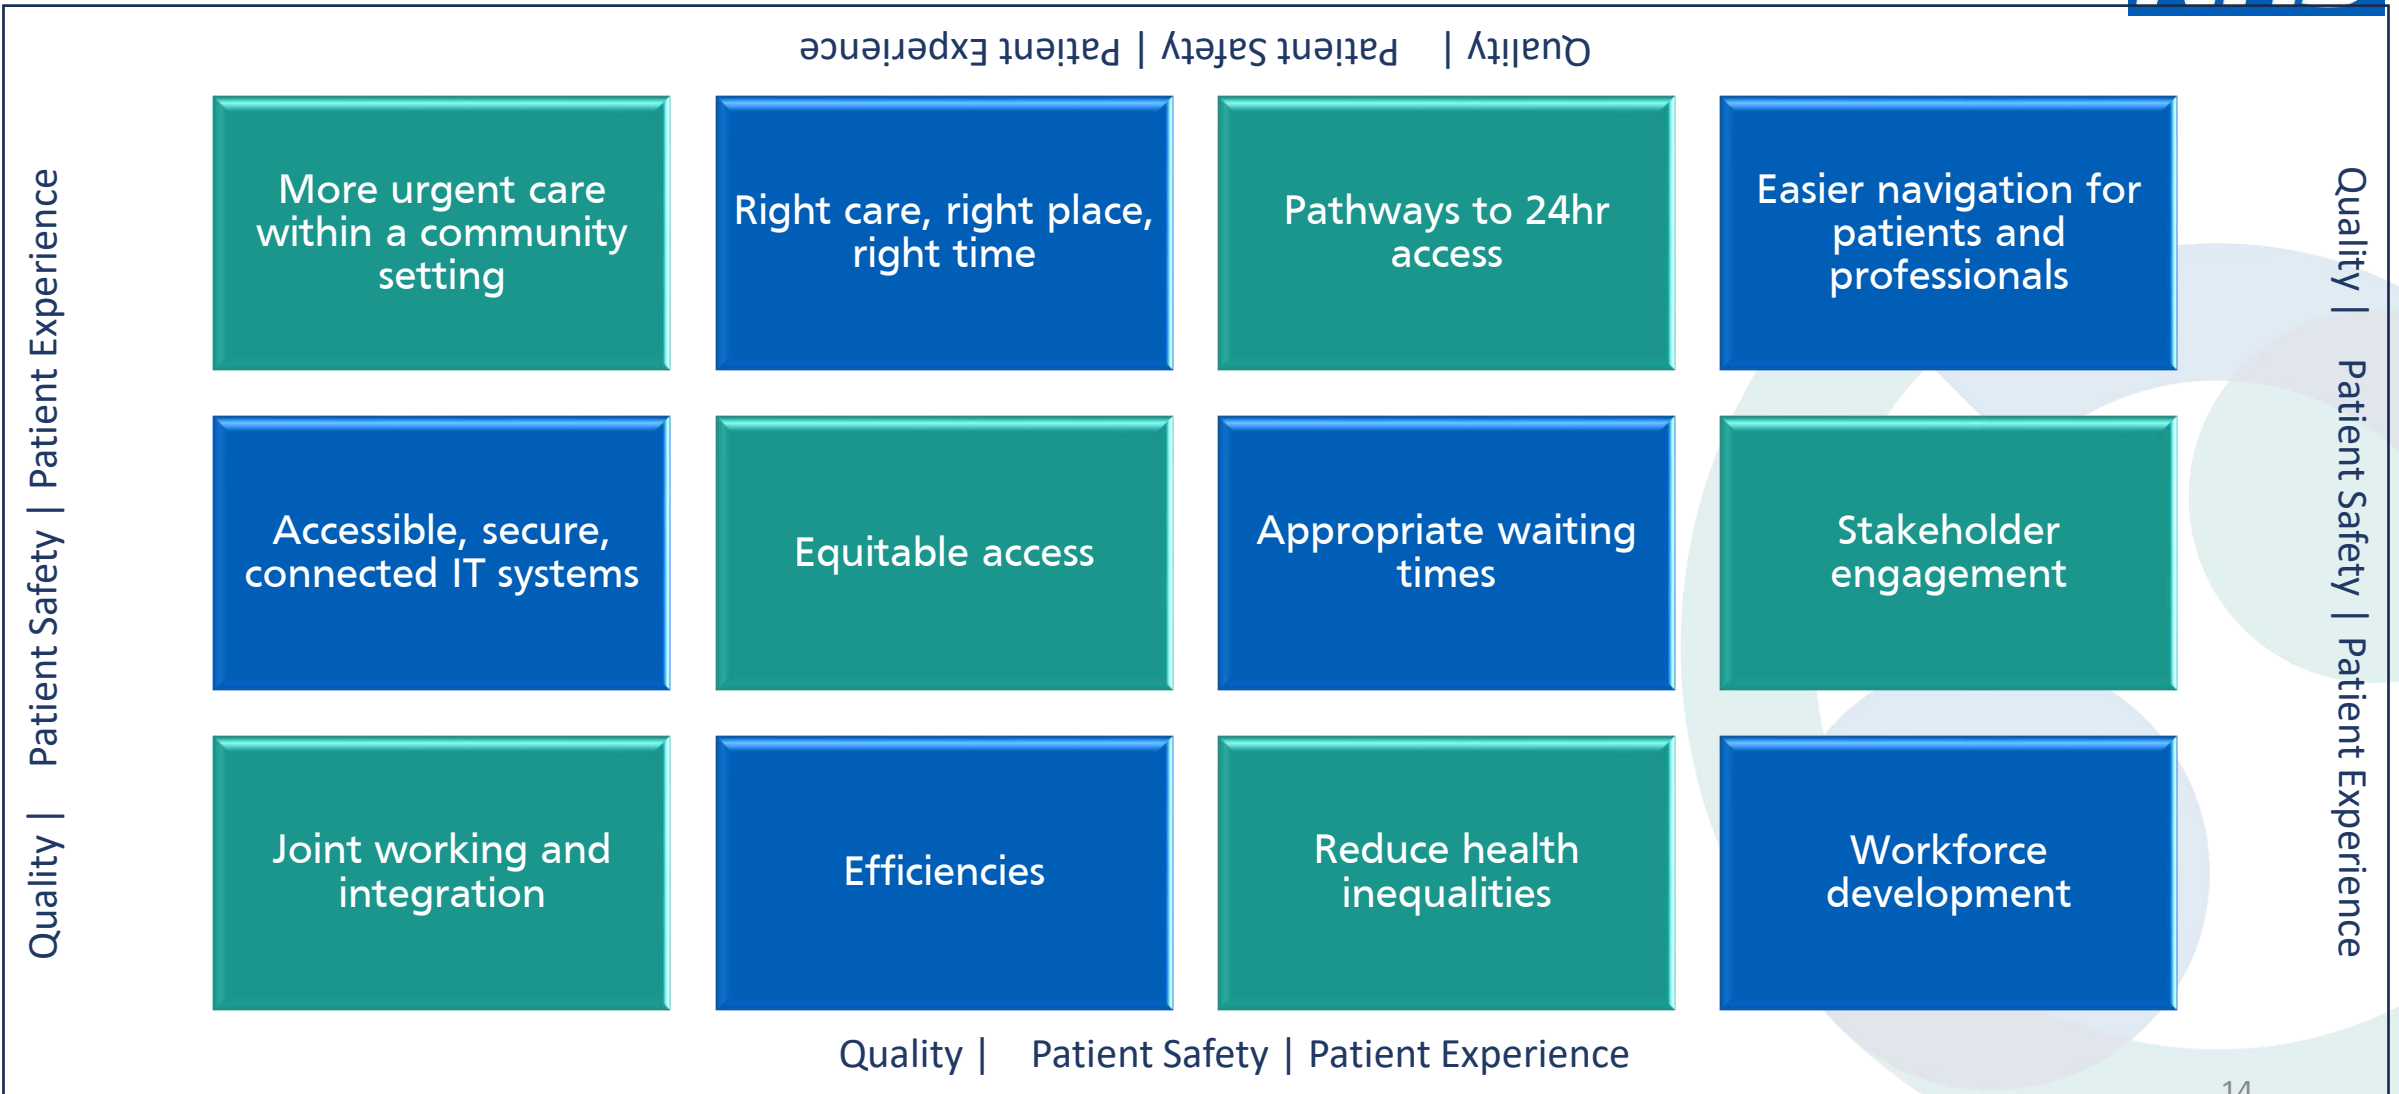 Quality |    Patient Safety | Patient Experience
More urgent care
within a community
setting
Right care, right place,
right time
Pathways to 24hr
access
Easier navigation for
patients and
professionals
Accessible, secure,
connected IT systems
Equitable access
Appropriate waiting
times
Stakeholder
engagement
Joint working and
integration
Efficiencies
Reduce health
inequalities
Workforce
development
Quality |    Patient Safety | Patient Experience
Quality |    Patient Safety | Patient Experience
Quality |    Patient Safety | Patient Experience
14